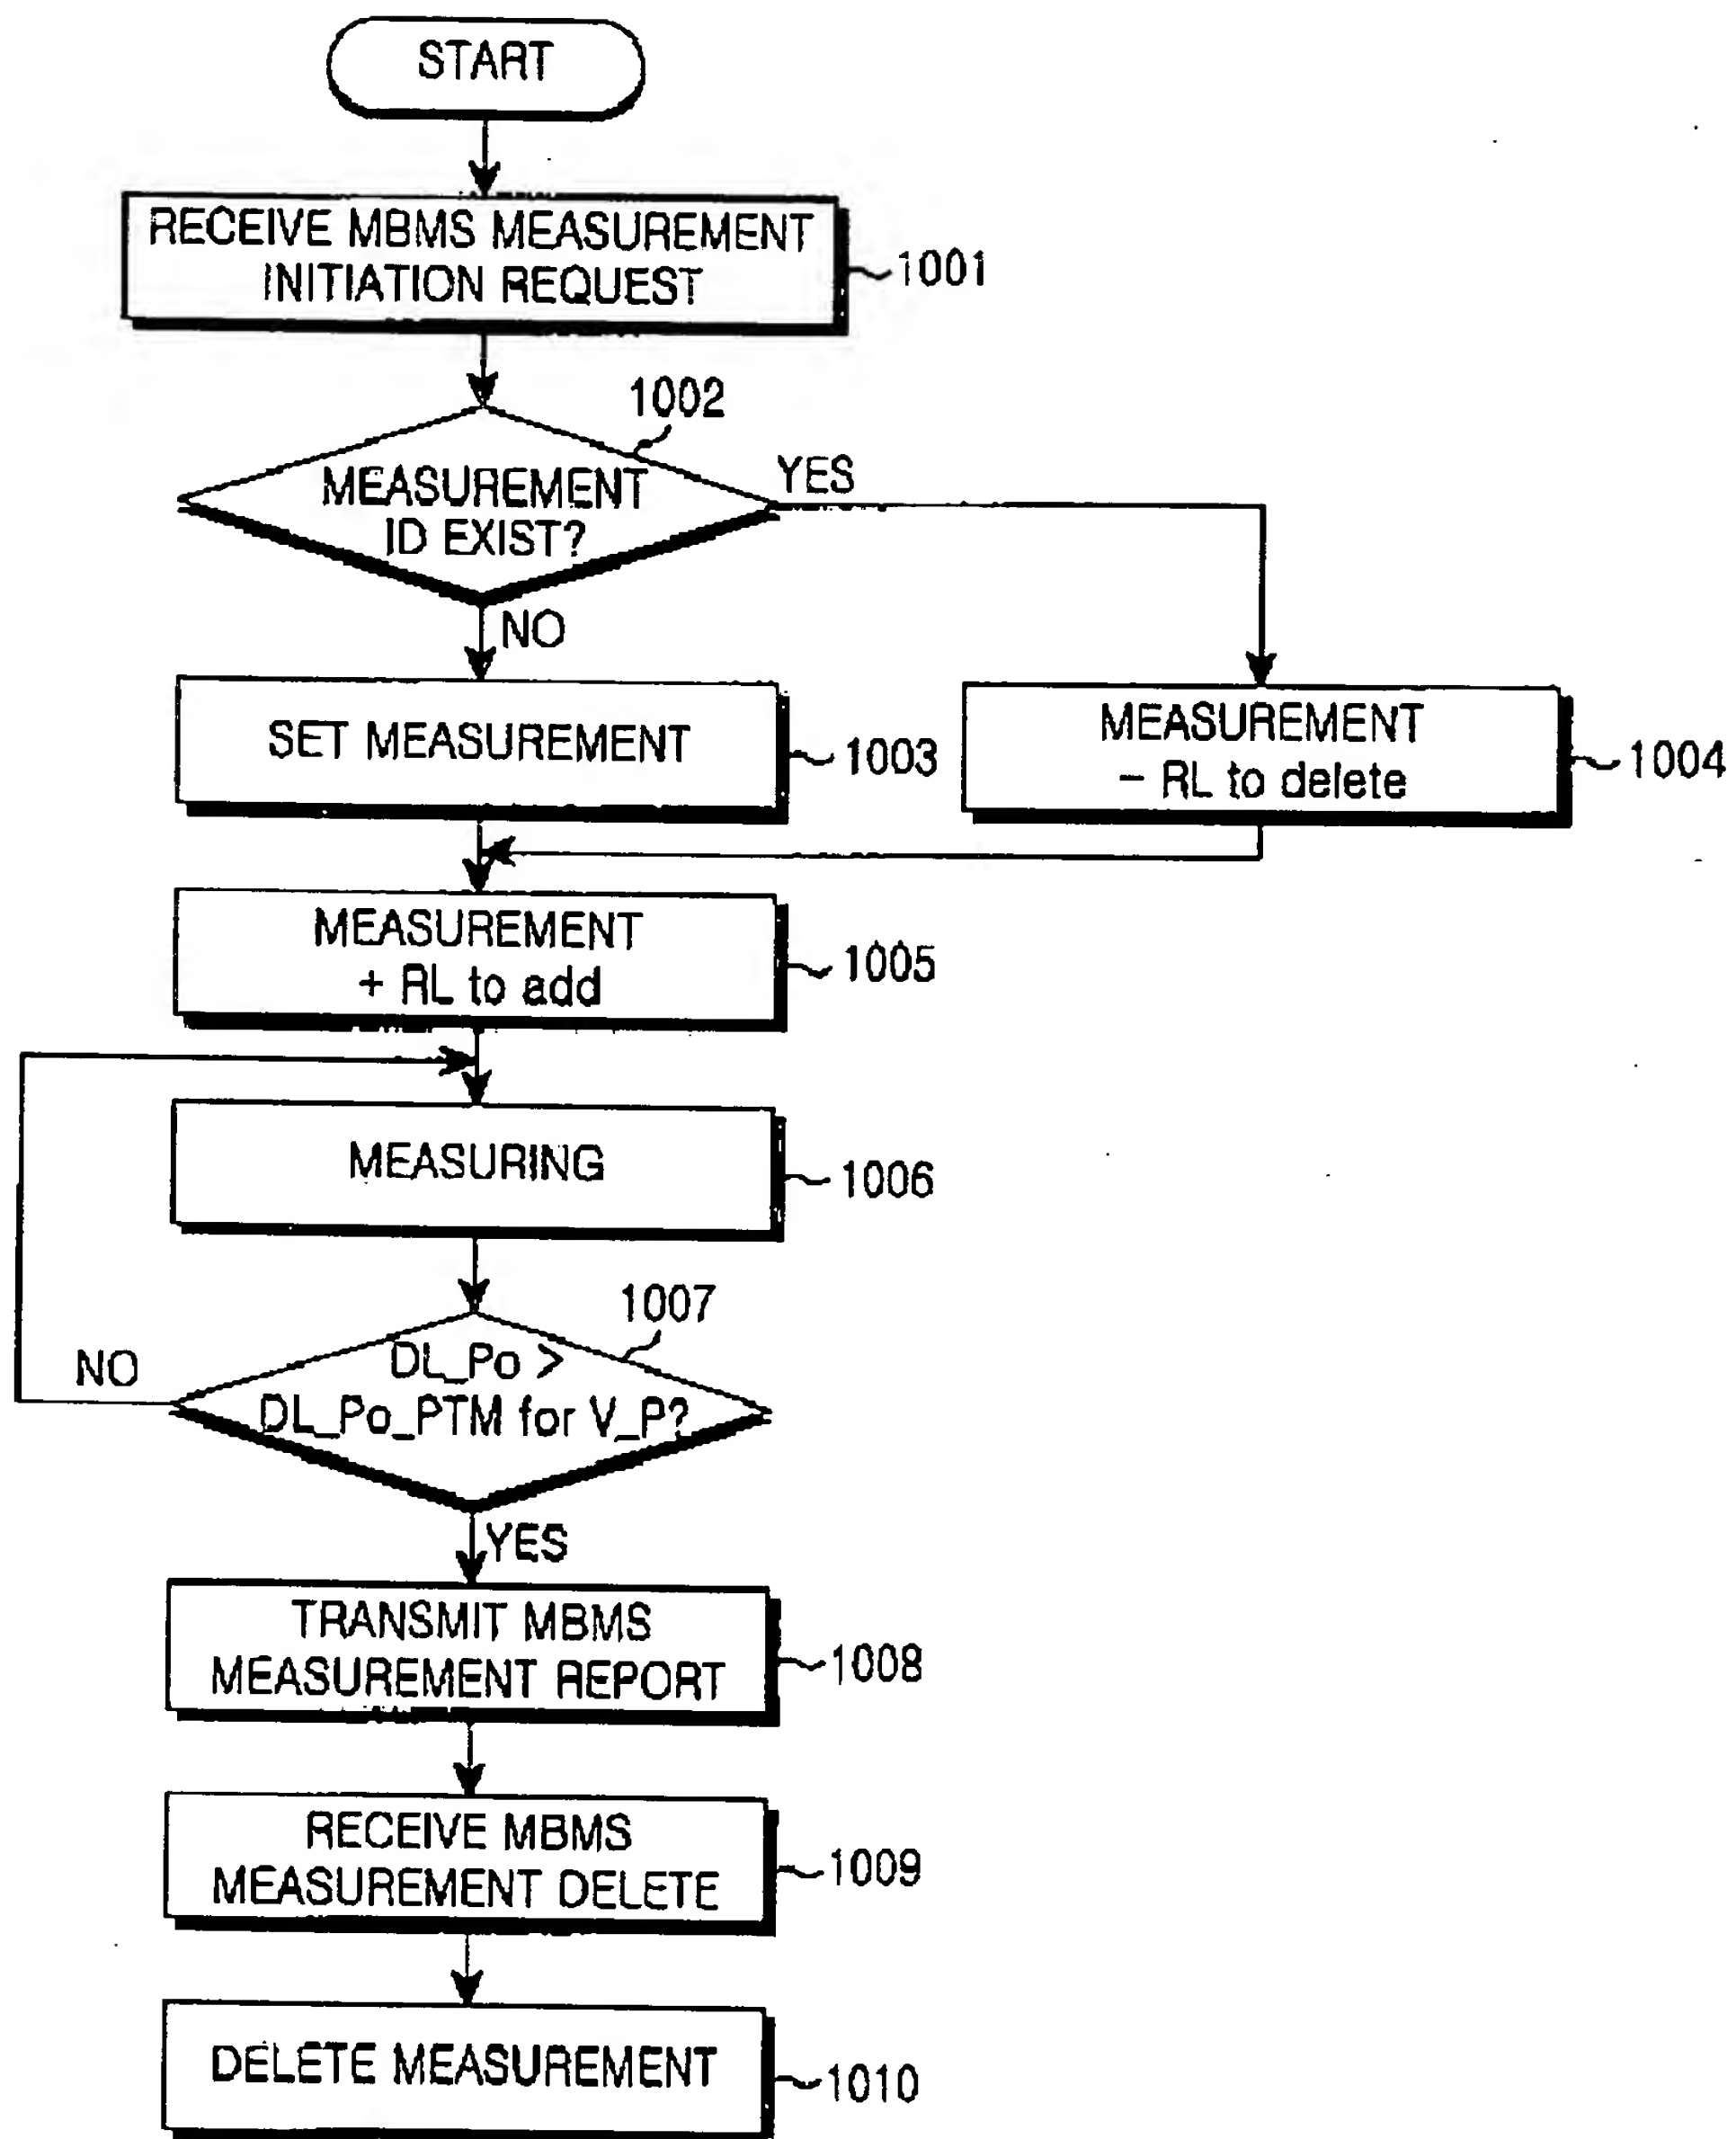 START
RECEIVE MBMS MEASUREMENT
INITIATION REQUEST
1001
1002
MEASUREMENT
ID EXIST?
YES
NO
SET MEASUREMENT
1003
MEASUREMENT
– RL to delete
1004
MEASUREMENT
+ RL to add
1005
MEASURING
1006
1007
DL_Po >
DL_Po_PTM for V_P?
NO
YES
TRANSMIT MBMS
MEASUREMENT REPORT
1008
RECEIVE MBMS
MEASUREMENT DELETE
1009
DELETE MEASUREMENT
1010